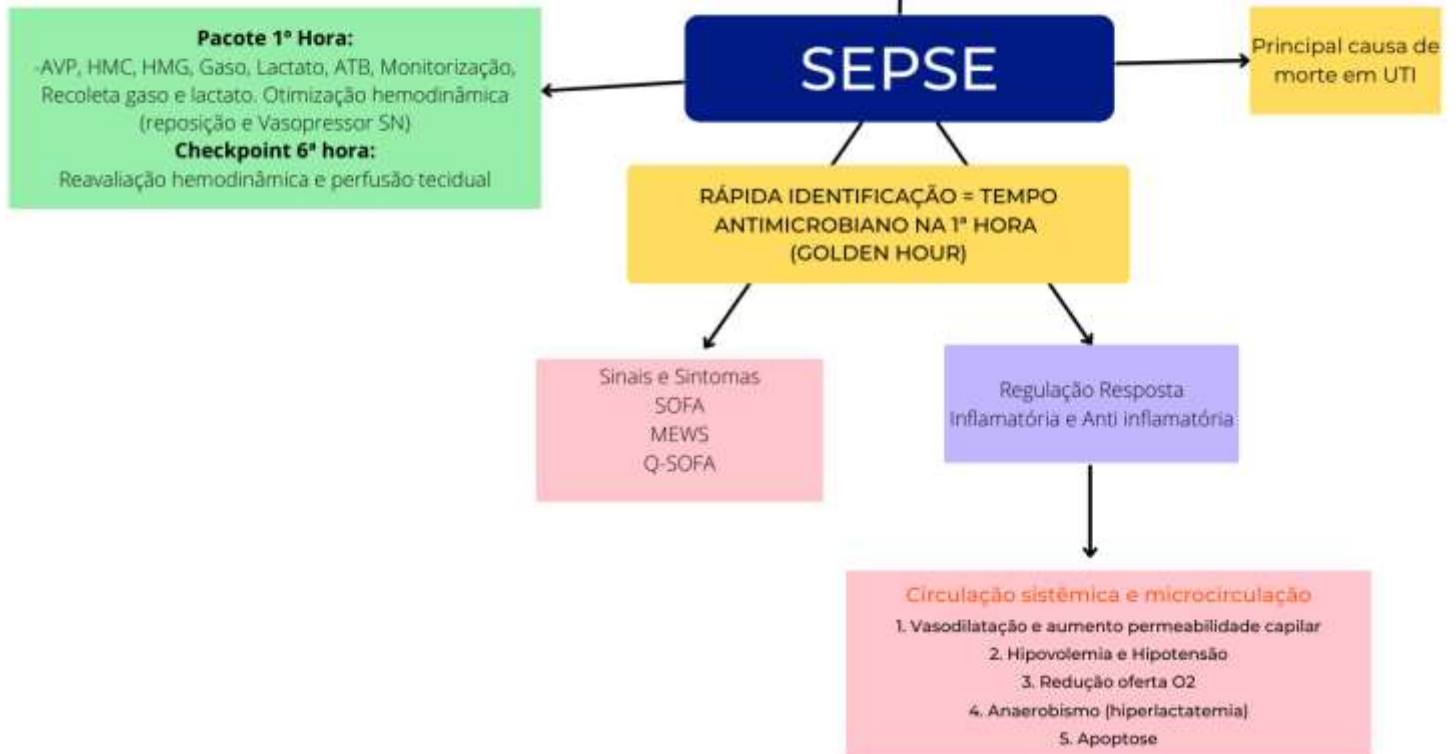 SEPSE
Pacote 1º Hora:
-AVP, HMC, HMG, Gaso, Lactato, ATB, Monitorização,
Recoleta gaso e lactato. Otimização hemodinâmica
(reposição e Vasopressor SN)
Checkpoint 6ª hora:
Reavaliação hemodinâmica e perfusão tecidual
Principal causa de
morte em UTI
RÁPIDA IDENTIFICAÇÃO = TEMPO
ANTIMICROBIANO NA 1ª HORA
(GOLDEN HOUR)
Sinais e Sintomas
SOFA
MEWS
Q-SOFA
Regulação Resposta
Inflamatória e Anti inflamatória
Circulação sistêmica e microcirculação
1. Vasodilatação e aumento permeabilidade capilar
2. Hipovolemia e Hipotensão
3. Redução oferta O2
4. Anaerobismo (hiperlactatemia)
5. Apoptose